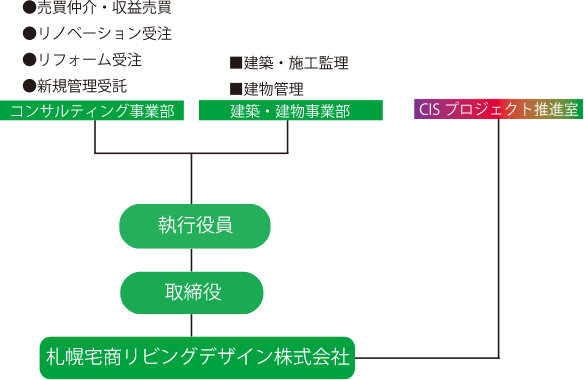 ●売買仲介・収益売買
●リノベーション受注
●リフォーム受注
●新規管理受託
コンサルティング事業部
■建築・施工監理
■建物管理
建築・建物事業部
CIS プロジェクト推進室
執行役員
取締役
札幌宅商リビングデザイン株式会社